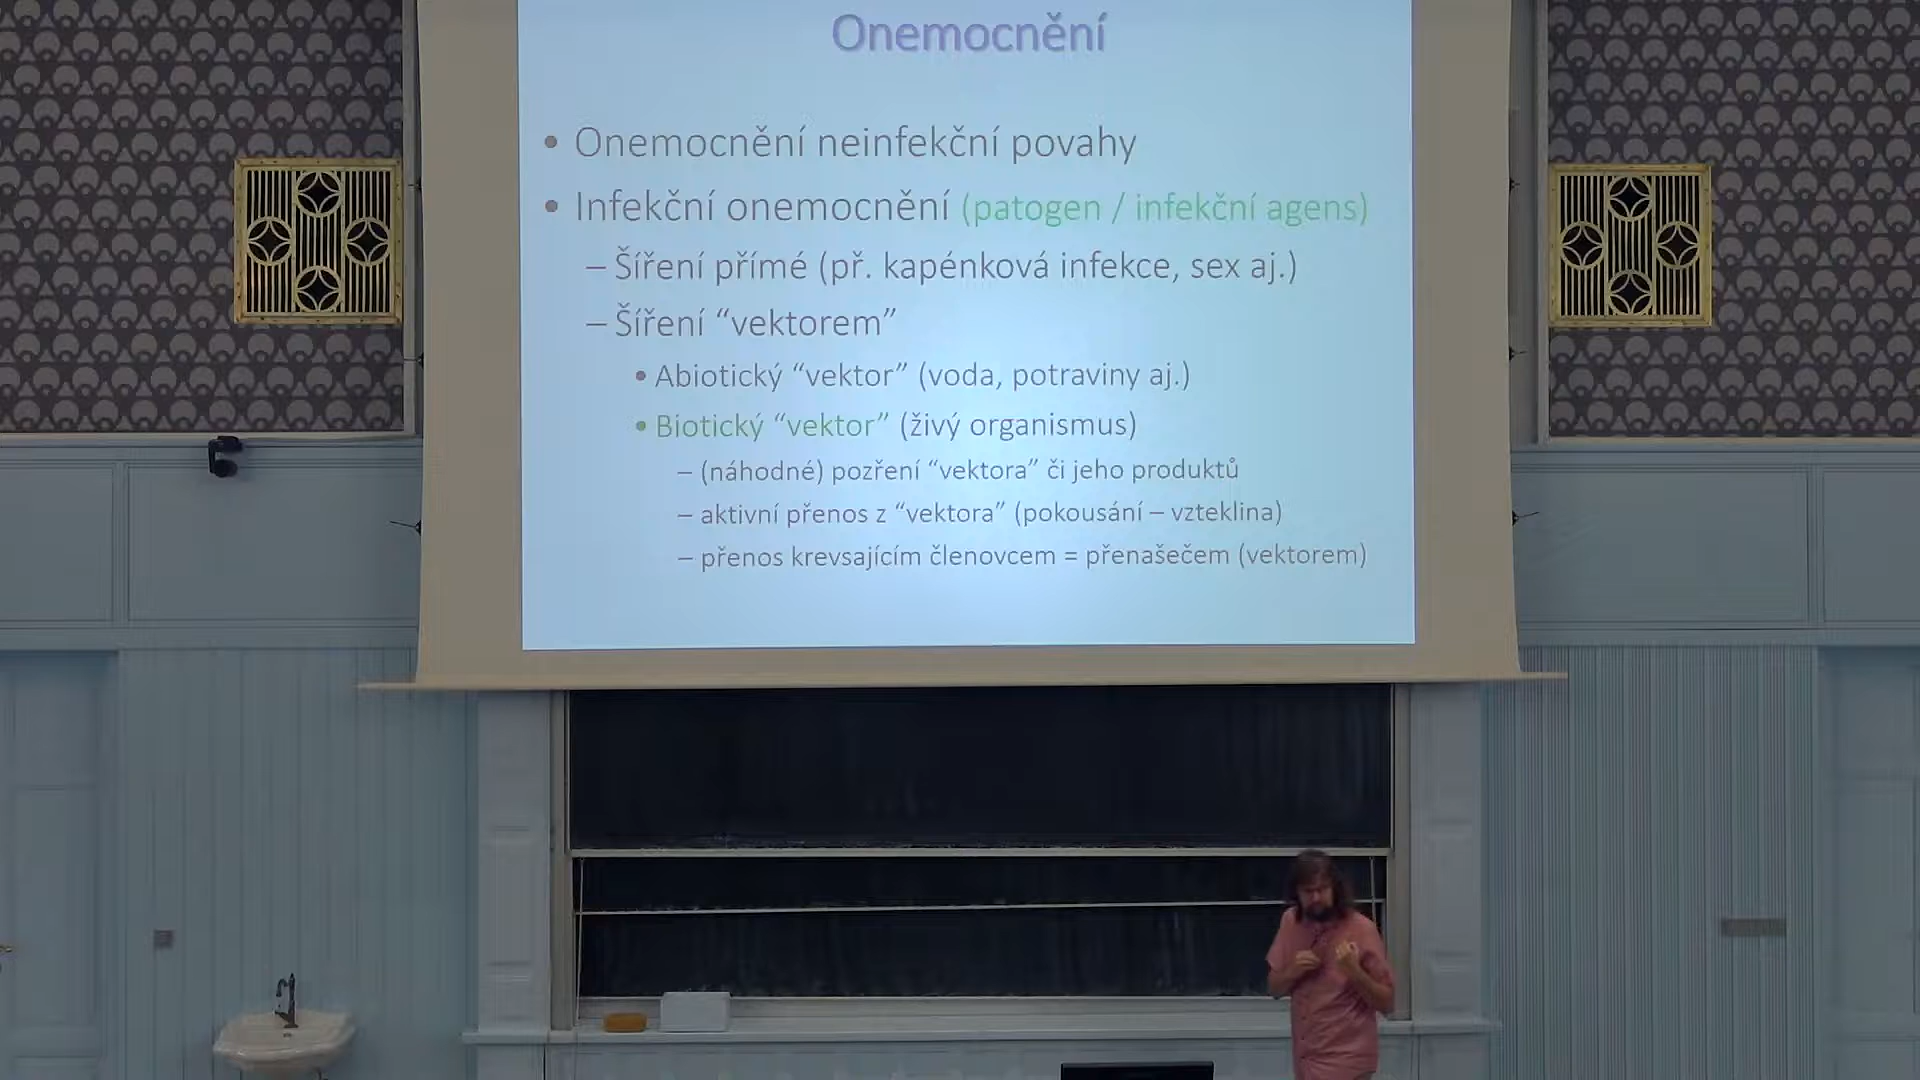 Onemocnění
• Onemocnění neinfekční povahy
• Infekční onemocnění (patogen / infekční agens)
– Šíření přímé (př. kapénková infekce, sex aj.)
– Šíření “vektorem”
• Abiotický “vektor” (voda, potraviny aj.)
• Biotický “vektor” (živý organismus)
– (náhodné) pozření “vektora” či jeho produktů
– aktivní přenos z “vektora” (pokousání – vzteklina)
– přenos krevsajícím členovcem = přenašečem (vektorem)